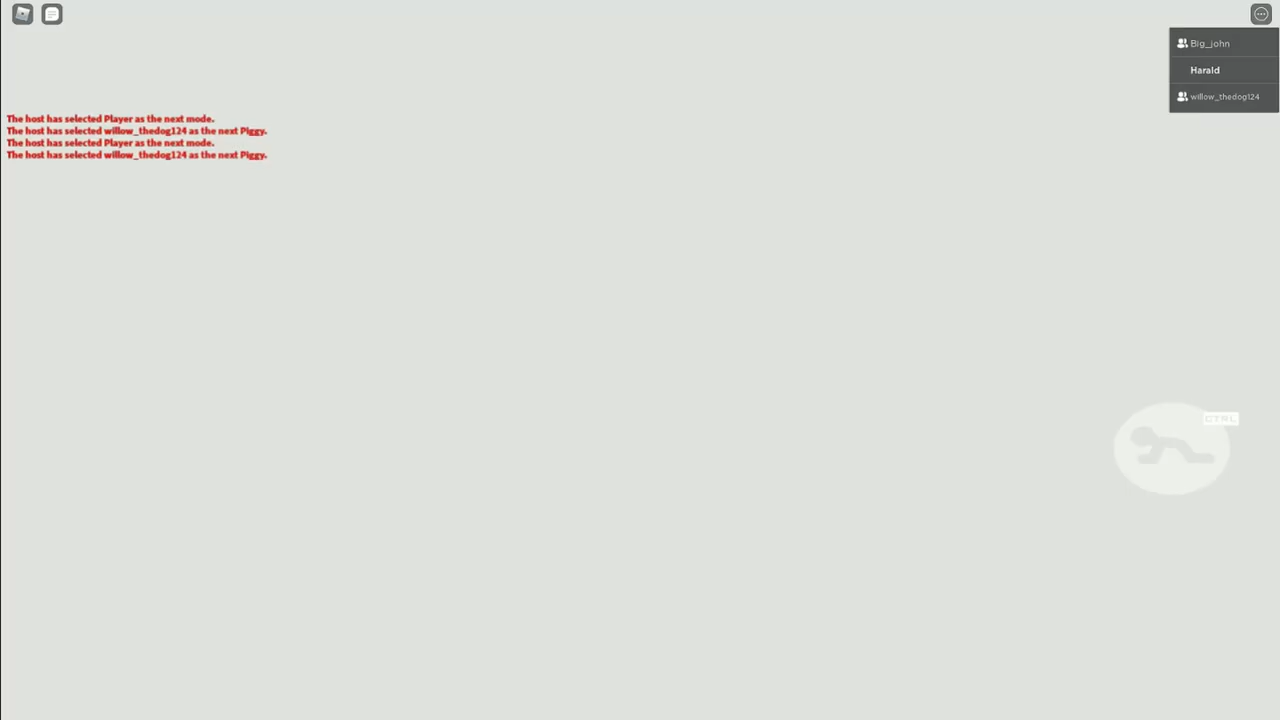 Big_john
Harald
willow_thedog124
The host has selected Player as the next mode.
The host has selected willow_thedog124 as the next Piggy.
The host has selected Player as the next mode.
The host has selected willow_thedog124 as the next Piggy.
CTRL